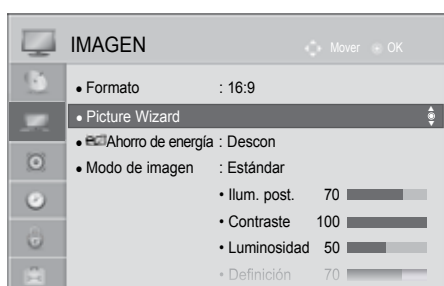 IMAGEN
Mover OK
• Formato : 16:9
• Picture Wizard
• Ahorro de energía : Descon
• Modo de imagen : Estándar
• Ilum. post. 70
• Contraste 100
• Luminosidad 50
• Definición 70